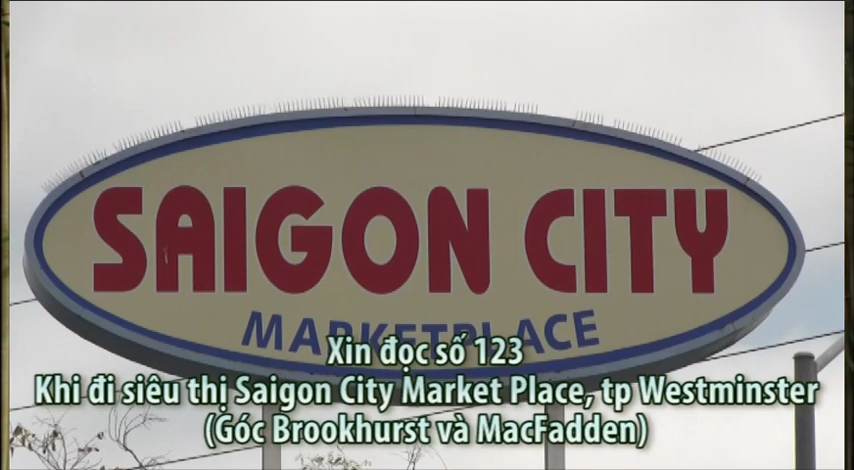 SAIGON CITY
MARKETPLACE
Xin đọc số 123
Khi đi siêu thị Saigon City Market Place, tp Westminster
(Góc Brookhurst và MacFadden)